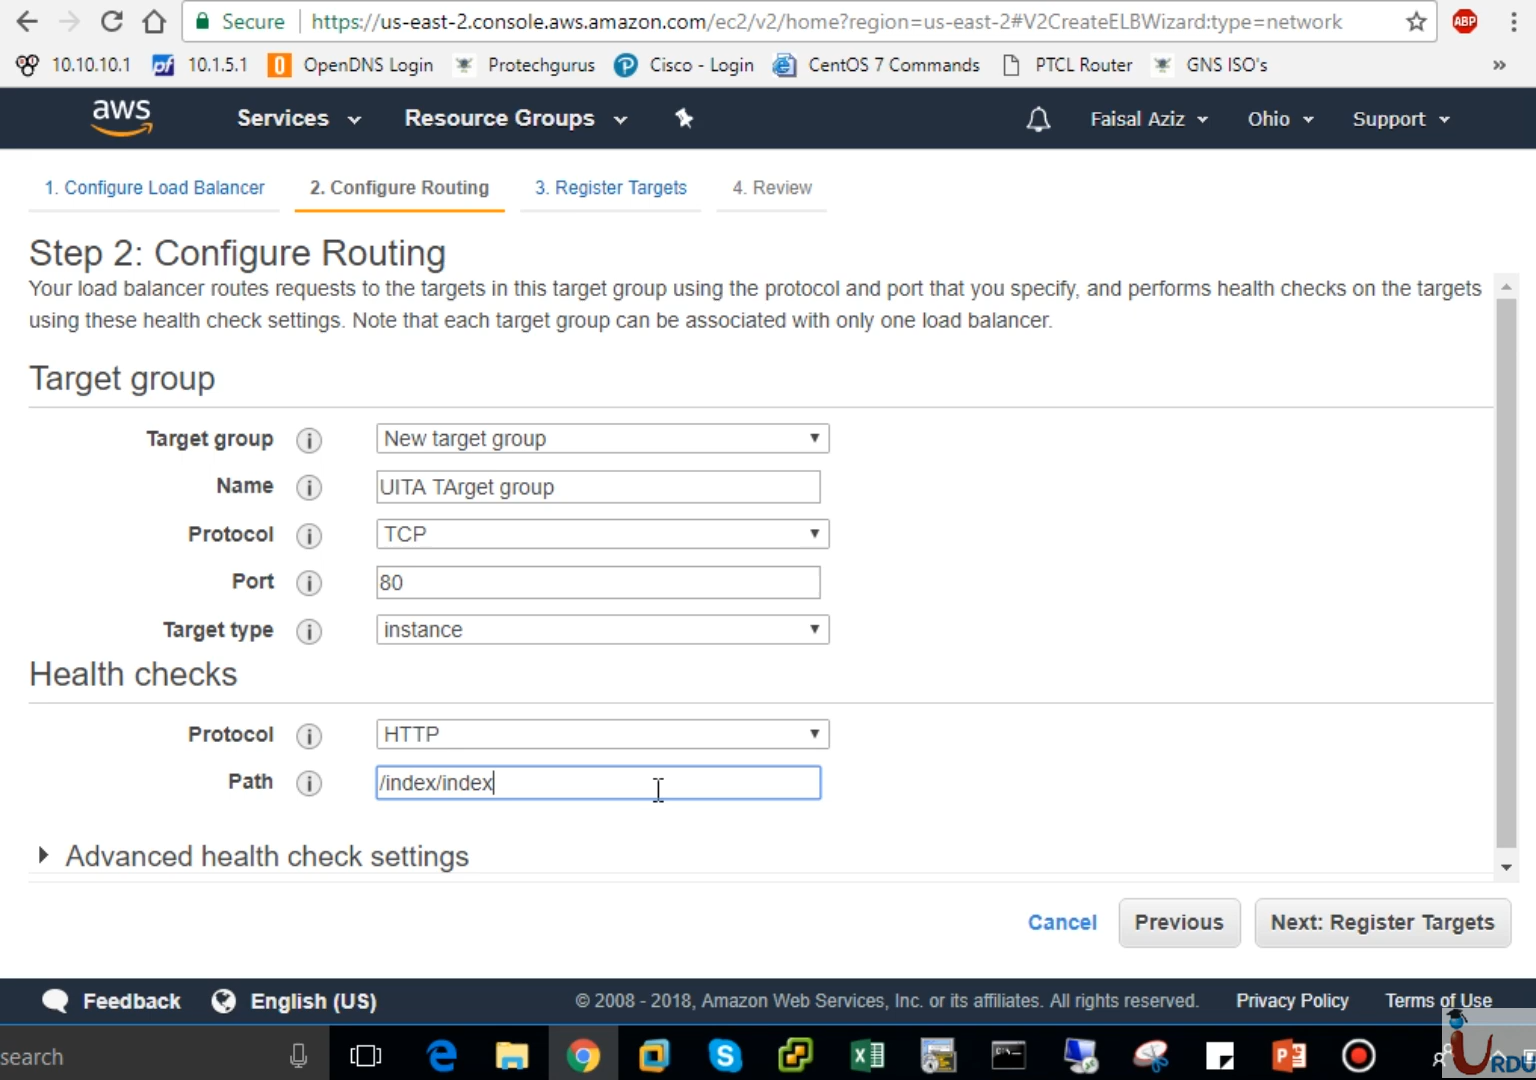 Secure https://us-east-2.console.aws.amazon.com/ec2/v2/home?region=us-east-2#V2CreateELBWizard:type=network ABP
10.10.10.1 pf 10.1.5.1 OpenDNS Login Protechgurus Cisco - Login CentOS 7 Commands PTCL Router GNS ISO's »
aws Services Resource Groups Faisal Aziz Ohio Support
1. Configure Load Balancer 2. Configure Routing 3. Register Targets 4. Review
Step 2: Configure Routing
Your load balancer routes requests to the targets in this target group using the protocol and port that you specify, and performs health checks on the targets
using these health check settings. Note that each target group can be associated with only one load balancer.
Target group
Target group i New target group
Name i UITA TArget group
Protocol i TCP
Port i 80
Target type i instance
Health checks
Protocol i HTTP
Path i /index/index
Advanced health check settings
Cancel Previous Next: Register Targets
Feedback English (US) © 2008 - 2018, Amazon Web Services, Inc. or its affiliates. All rights reserved. Privacy Policy Terms of Use
search